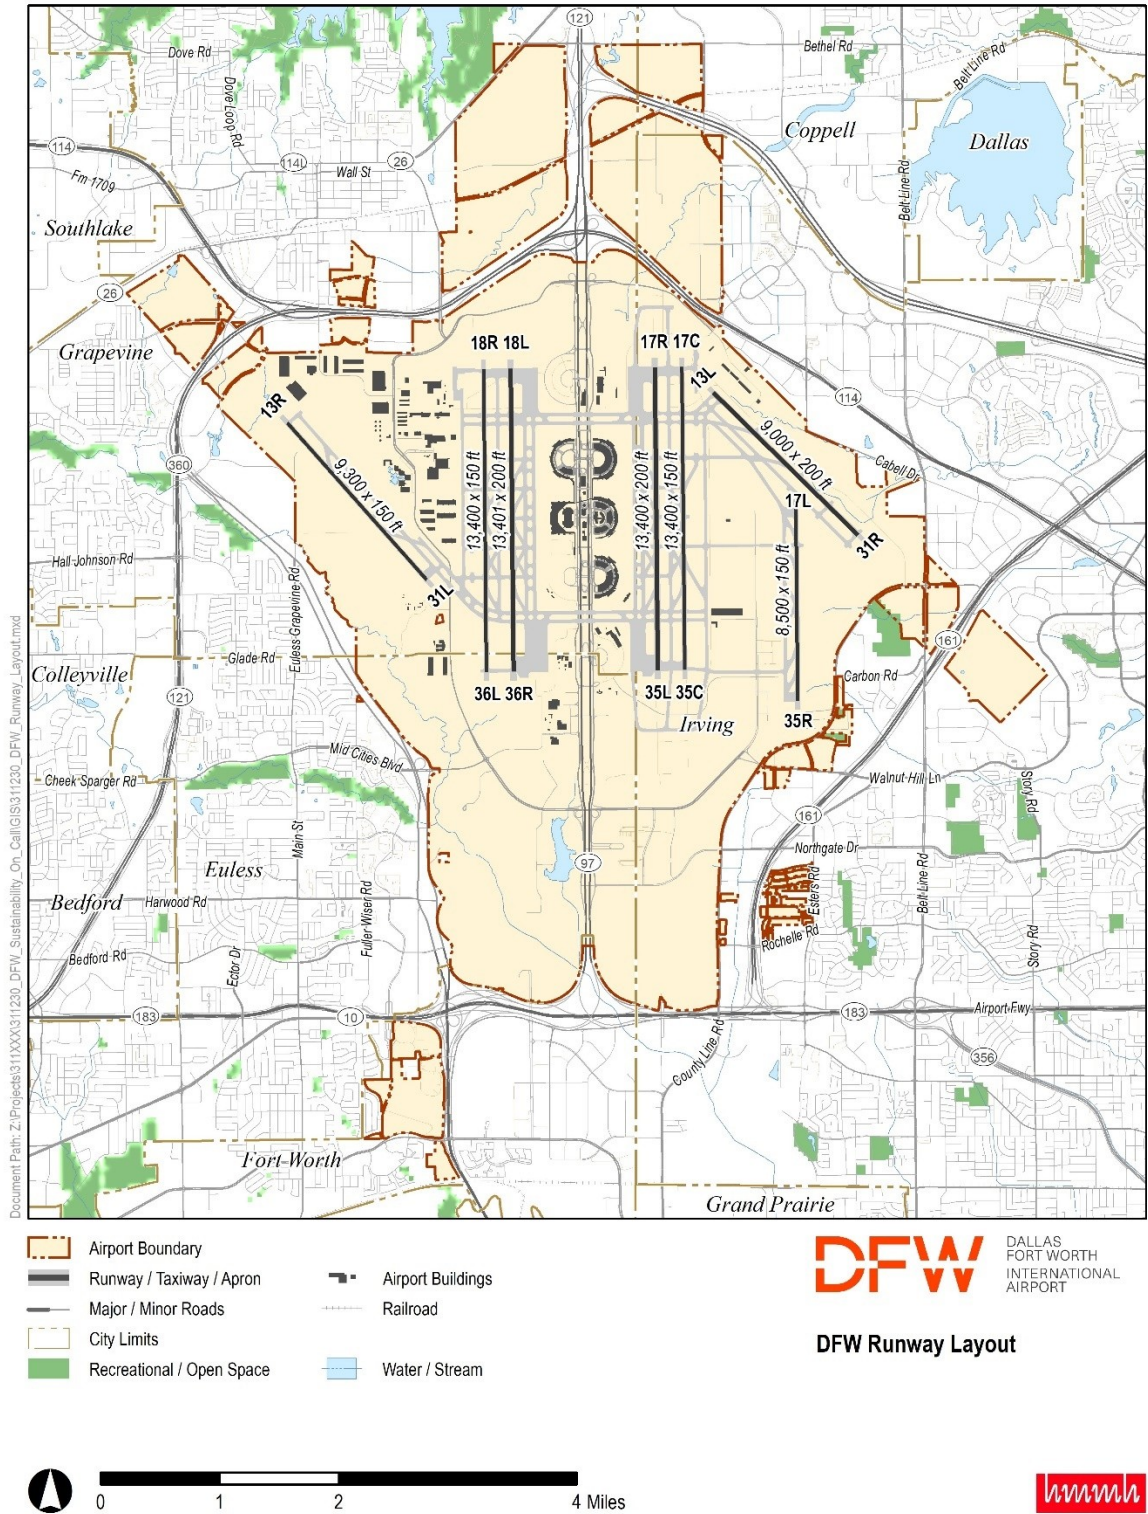 121
Dove Rd
Bethel Rd
Belt Line Rd
Dove Loop Rd
Coppell
Dallas
114
114L
26
Wall St
Fm 1709
Belt Line Rd
Southlake
26
Grapevine
18R 18L
17R 17C
13L
13R
114
360
9,300 x 150 ft
13,400 x 150 ft
13,401 x 200 ft
13,400 x 200 ft
13,400 x 150 ft
9,000 x 200 ft
Cabell Dr
17L
31R
Hall-Johnson Rd
Euless Grapevine Rd
31L
8,500 x 150 ft
161
Glade Rd
Colleyville
36L 36R
35L 35C
Carbon Rd
121
Irving
35R
Mid Cities Blvd
Cheek Sparger Rd
Walnut Hill Ln
Story Rd
161
Main St
Northgate Dr
97
Euless
Esters Rd
Belt Line Rd
Bedford
Harwood Rd
Fuller Wiser Rd
Rochelle Rd
Story Rd
Bedford Rd
Ector Dr
183
10
183
Airport Fwy
County Line Rd
356
Fort Worth
Grand Prairie
Document Path: Z:\Projects\311XXX\311230_DFW_Sustainability_On_Call\GIS\311230_DFW_Runway_Layout.mxd
Airport Boundary
Runway / Taxiway / Apron
Airport Buildings
Major / Minor Roads
Railroad
City Limits
Recreational / Open Space
Water / Stream
DFW
DALLAS
FORT WORTH
INTERNATIONAL
AIRPORT
DFW Runway Layout
0 1 2 4 Miles
hmmh